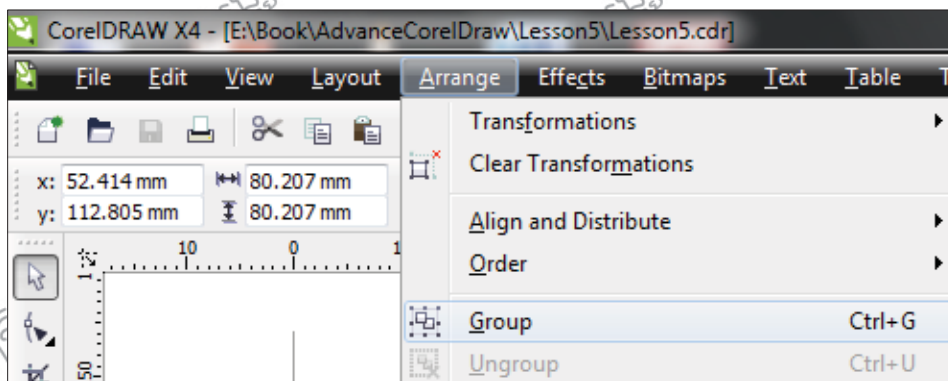 CorelDRAW X4 - [E:\Book\AdvanceCorelDraw\Lesson5\Lesson5.cdr]
File Edit View Layout Arrange Effects Bitmaps Text Table T
Transformations
Clear Transformations
x: 52.414 mm 80.207 mm
y: 112.805 mm 80.207 mm
Align and Distribute
10 0 1
Order
Group Ctrl+G
50
Ungroup Ctrl+U